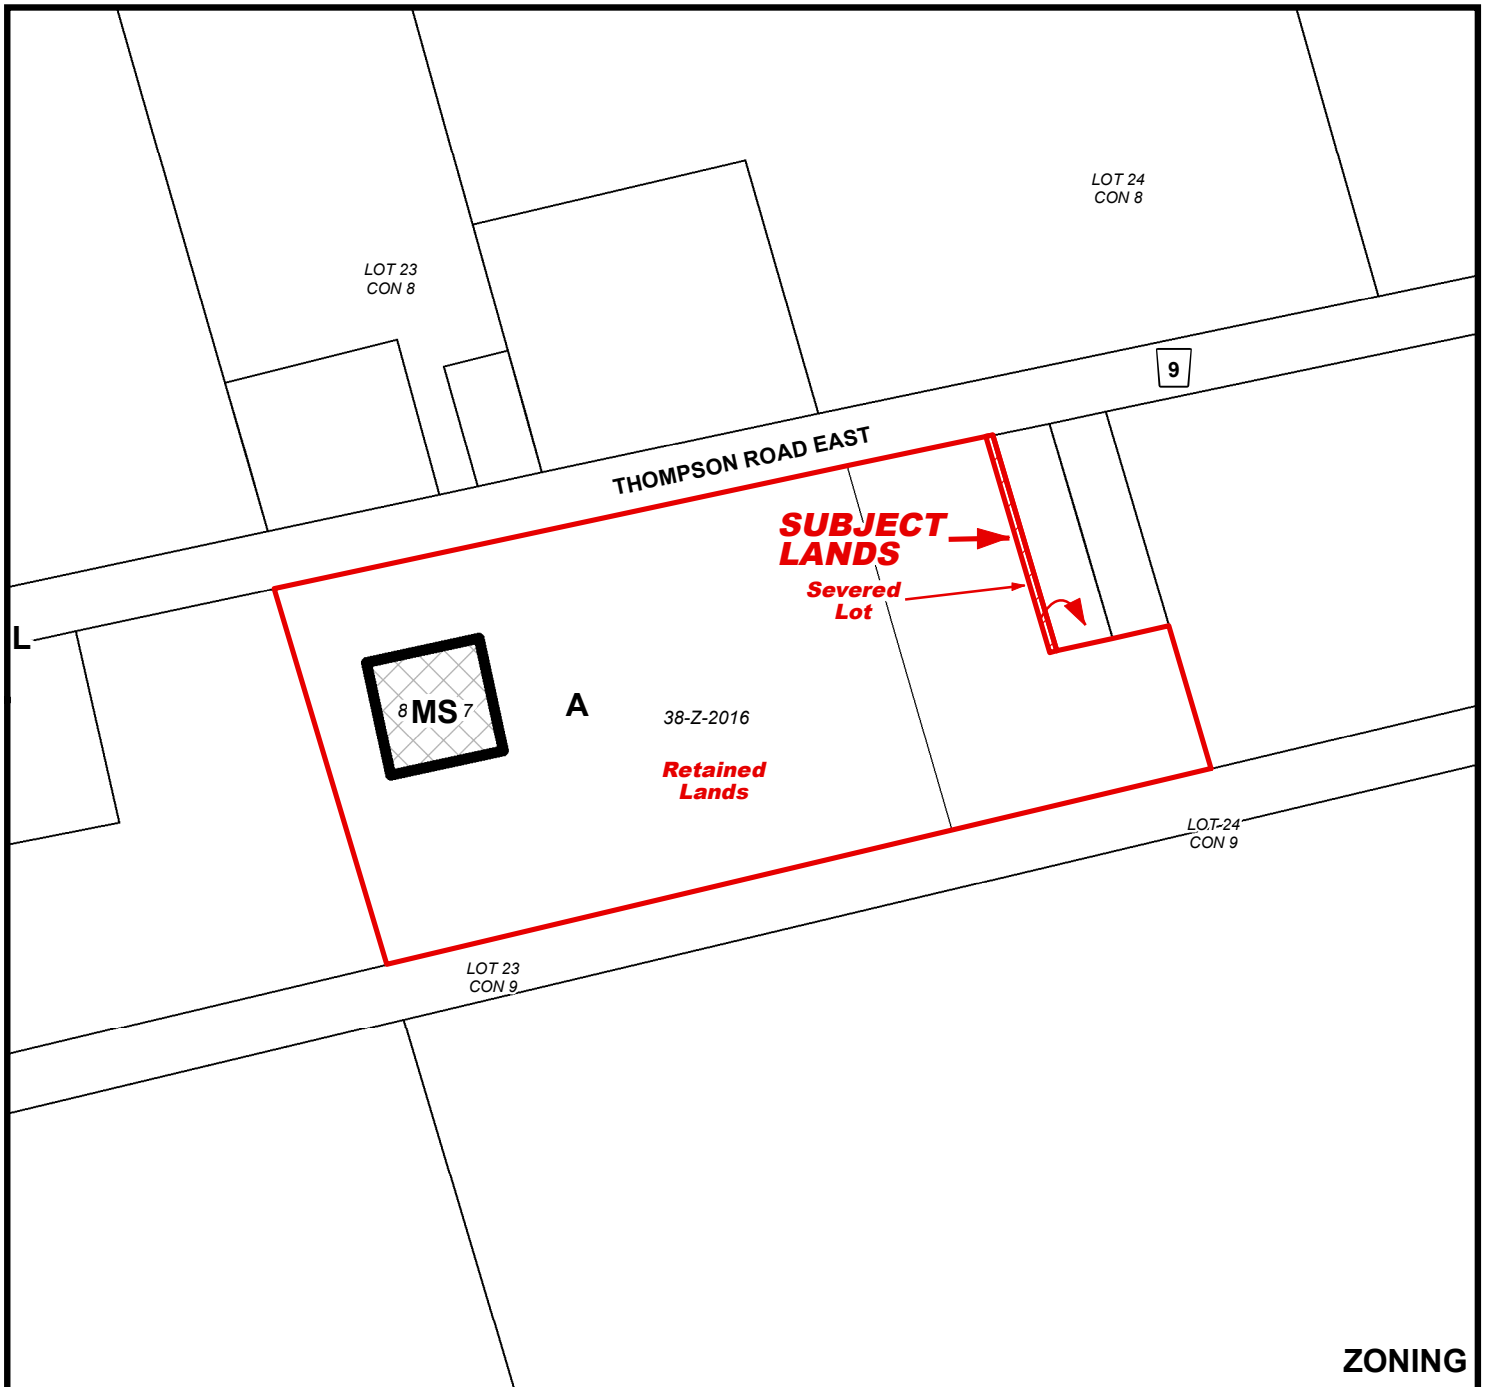 LOT 24
CON 8
LOT 23
CON 8
9
THOMPSON ROAD EAST
SUBJECT
LANDS
Severed
Lot
L
8 MS 7
A
38-Z-2016
Retained
Lands
LOT 24
CON 9
LOT 23
CON 9
ZONING